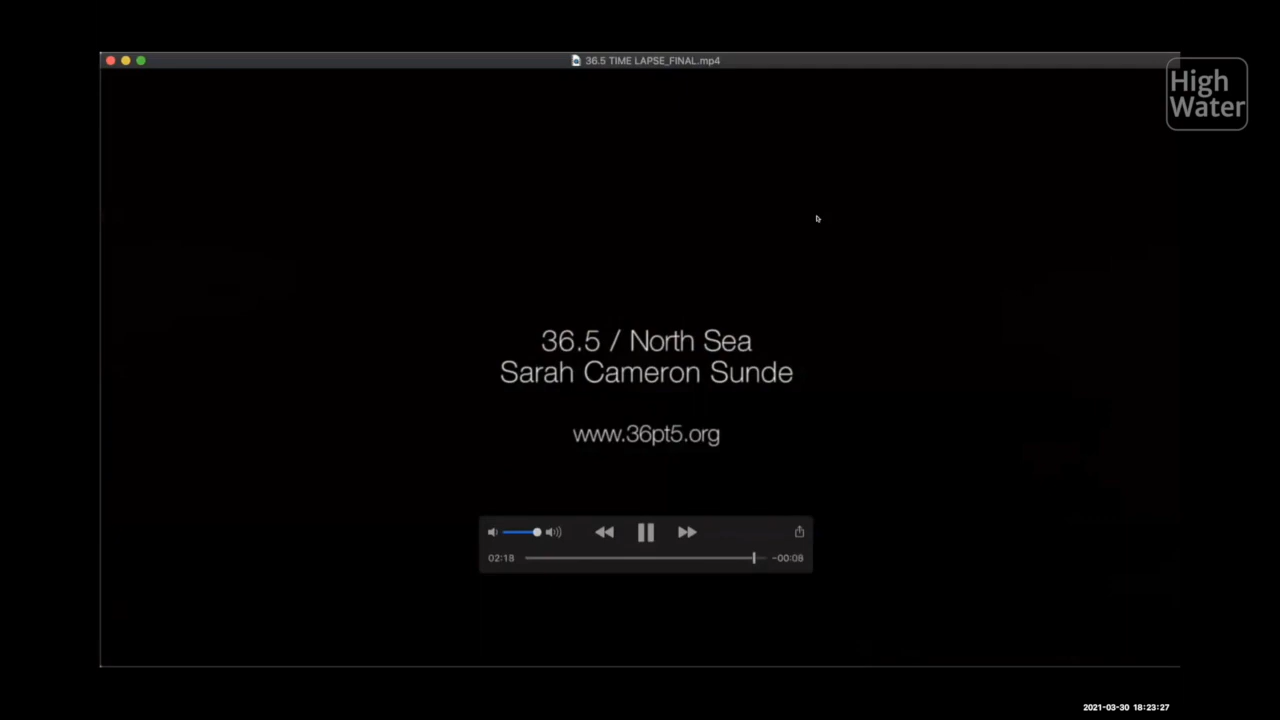 36.5 TIME LAPSE_FINAL.mp4
High
Water
36.5 / North Sea
Sarah Cameron Sunde
www.36pt5.org
02:18
-00:08
2021-03-30 18:23:27